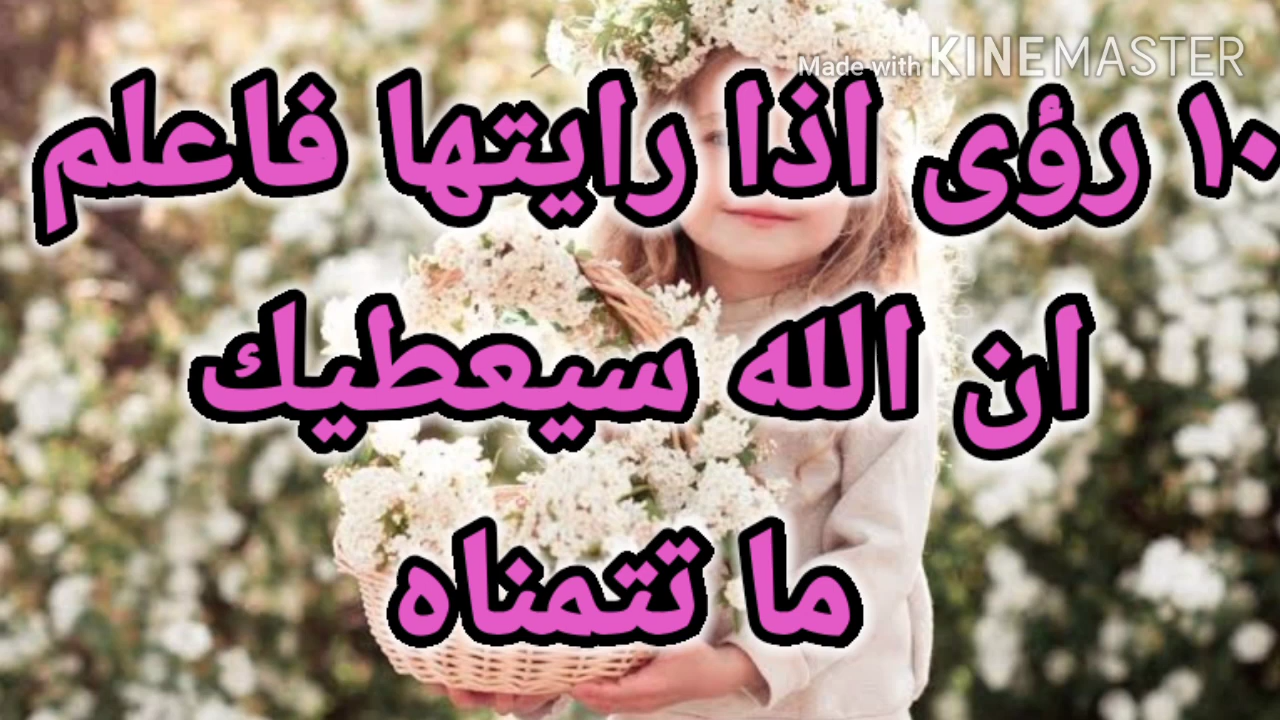 Made with KINEMASTER
١٠ رؤى اذا رايتها فاعلم
ان الله سيعطيك
ما تتمناه